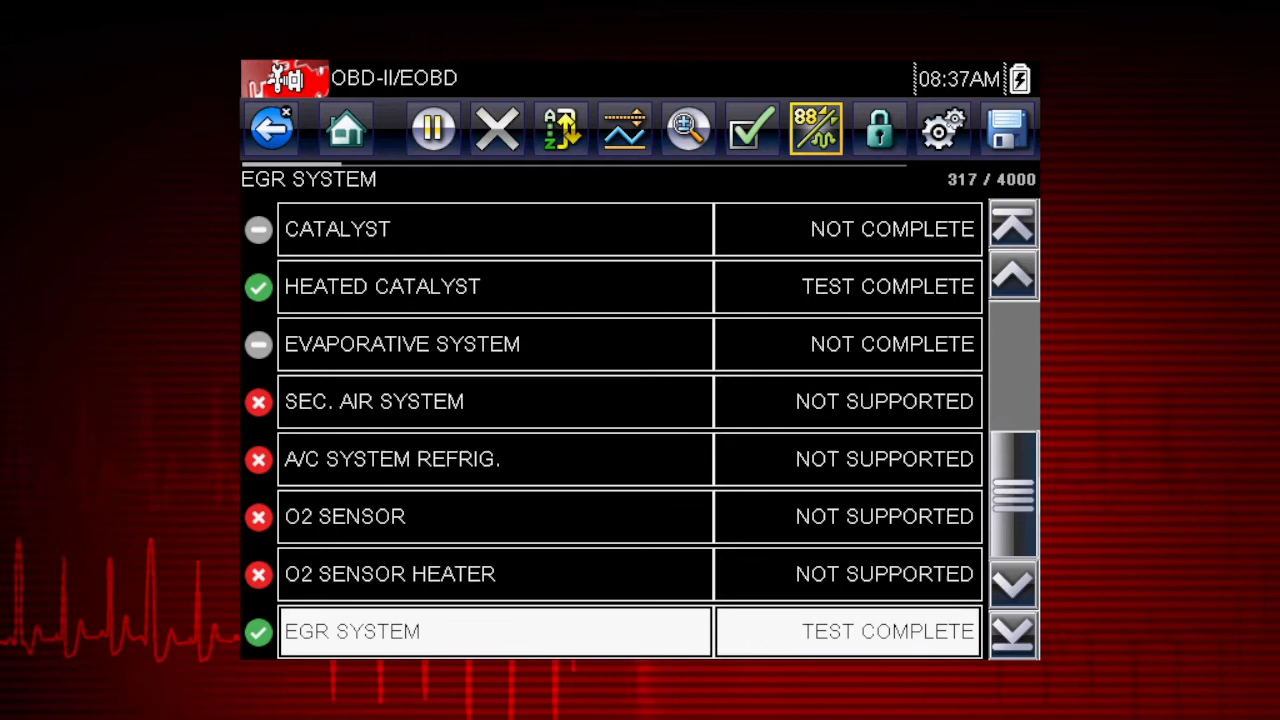 OBD-II/EOBD 08:37AM
EGR SYSTEM 317 / 4000
CATALYST NOT COMPLETE
HEATED CATALYST TEST COMPLETE
EVAPORATIVE SYSTEM NOT COMPLETE
SEC. AIR SYSTEM NOT SUPPORTED
A/C SYSTEM REFRIG. NOT SUPPORTED
O2 SENSOR NOT SUPPORTED
O2 SENSOR HEATER NOT SUPPORTED
EGR SYSTEM TEST COMPLETE